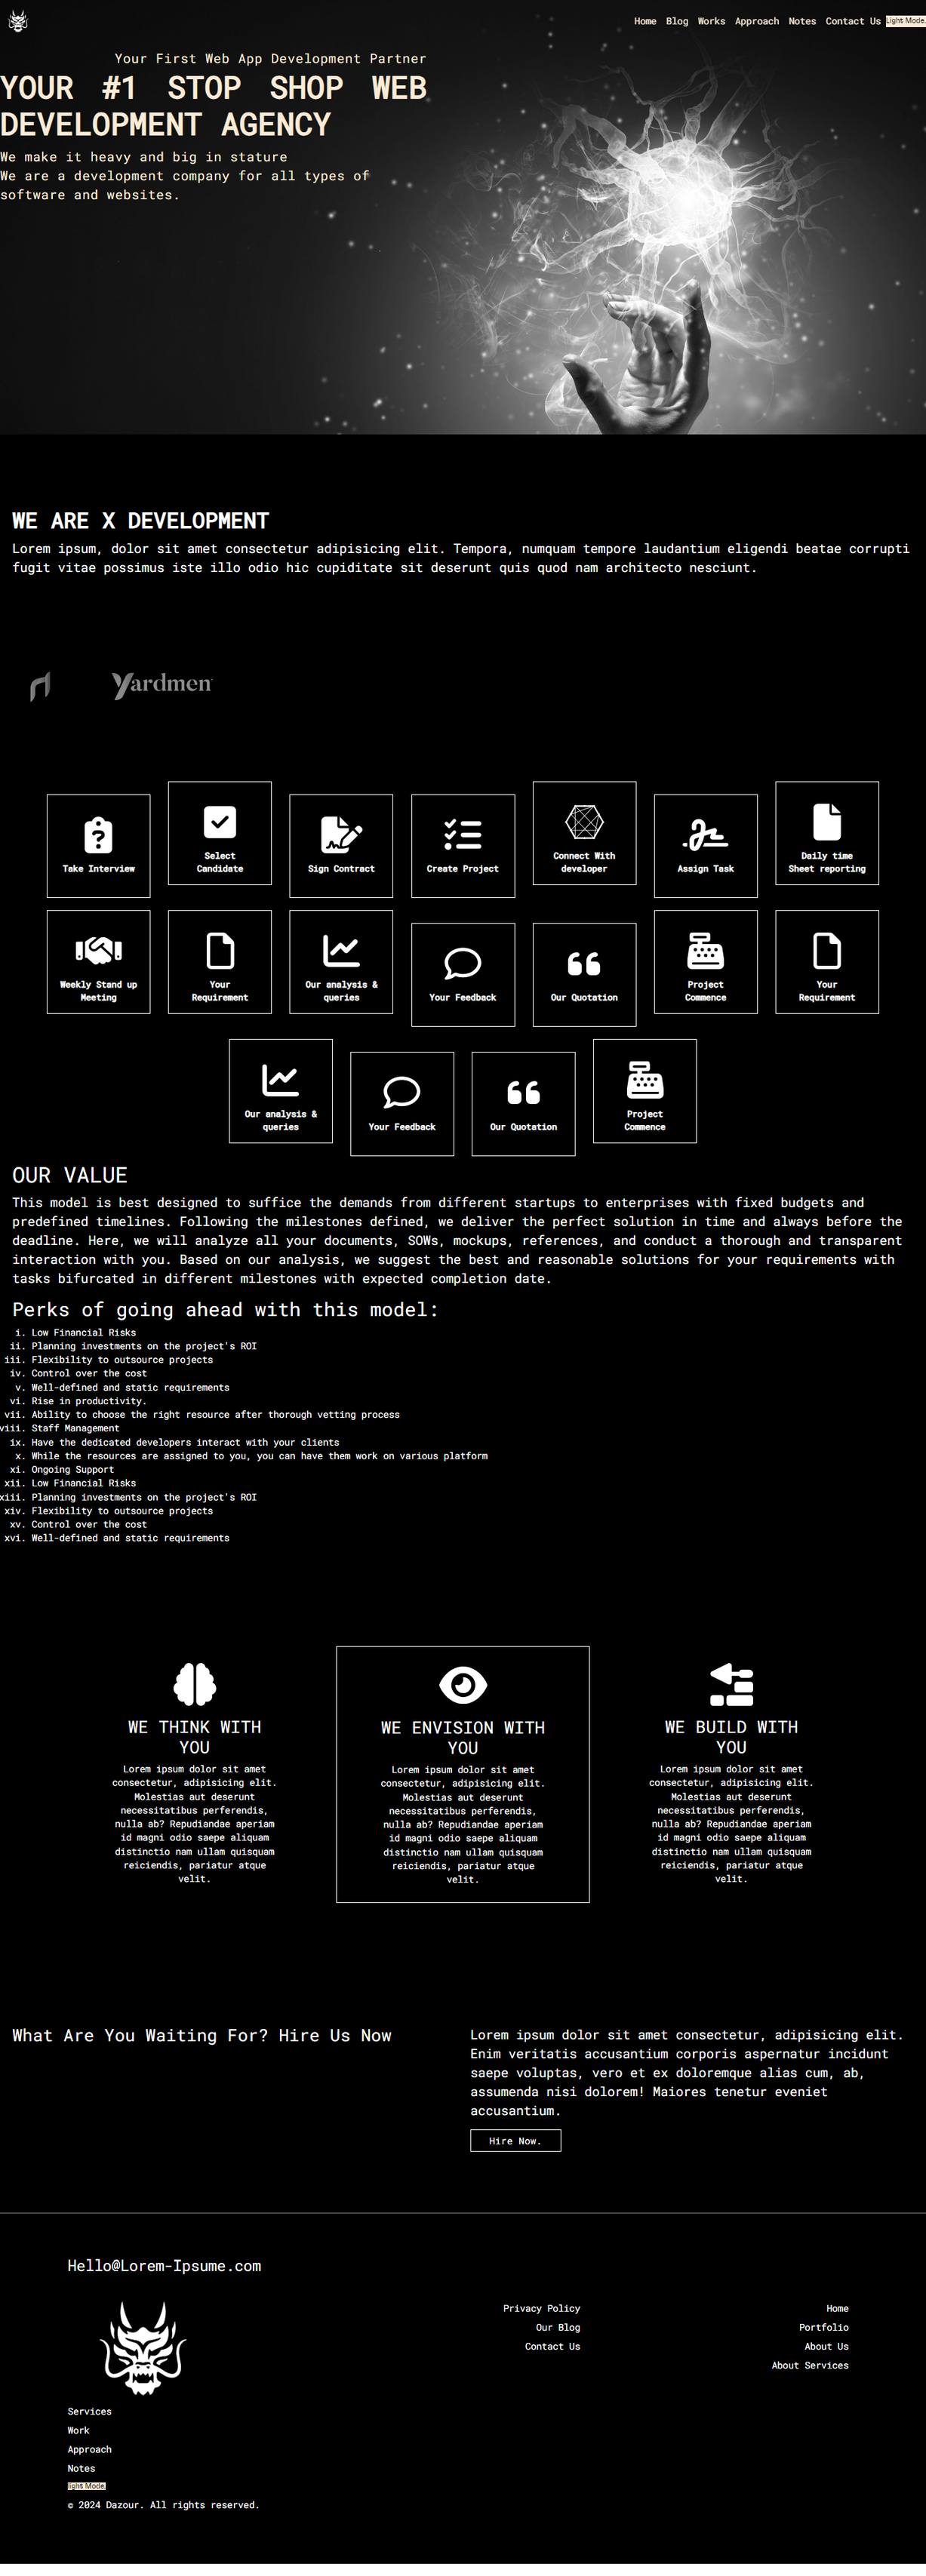 Home Blog Works Approach Notes Contact Us Light Mode.
Your First Web App Development Partner
YOUR #1 STOP SHOP WEB
DEVELOPMENT AGENCY
We make it heavy and big in stature
We are a development company for all types of
software and websites.
WE ARE X DEVELOPMENT
Lorem ipsum, dolor sit amet consectetur adipisicing elit. Tempora, numquam tempore laudantium eligendi beatae corrupti
fugit vitae possimus iste illo odio hic cupiditate sit deserunt quis quod nam architecto nesciunt.
Yardmen
Take Interview
Select
Candidate
Sign Contract
Create Project
Connect With
developer
Assign Task
Daily time
Sheet reporting
Weekly Stand up
Meeting
Your
Requirement
Our analysis &
queries
Your Feedback
Our Quotation
Project
Commence
Your
Requirement
Our analysis &
queries
Your Feedback
Our Quotation
Project
Commence
OUR VALUE
This model is best designed to suffice the demands from different startups to enterprises with fixed budgets and
predefined timelines. Following the milestones defined, we deliver the perfect solution in time and always before the
deadline. Here, we will analyze all your documents, SOWs, mockups, references, and conduct a thorough and transparent
interaction with you. Based on our analysis, we suggest the best and reasonable solutions for your requirements with
tasks bifurcated in different milestones with expected completion date.
Perks of going ahead with this model:
i. Low Financial Risks
ii. Planning investments on the project's ROI
iii. Flexibility to outsource projects
iv. Control over the cost
v. Well-defined and static requirements
vi. Rise in productivity.
vii. Ability to choose the right resource after thorough vetting process
viii. Staff Management
ix. Have the dedicated developers interact with your clients
x. While the resources are assigned to you, you can have them work on various platform
xi. Ongoing Support
xii. Low Financial Risks
xiii. Planning investments on the project's ROI
xiv. Flexibility to outsource projects
xv. Control over the cost
xvi. Well-defined and static requirements
WE THINK WITH
YOU
Lorem ipsum dolor sit amet
consectetur, adipisicing elit.
Molestias aut deserunt
necessitatibus perferendis,
nulla ab? Repudiandae aperiam
id magni odio saepe aliquam
distinctio nam ullam quisquam
reiciendis, pariatur atque
velit.
WE ENVISION WITH
YOU
Lorem ipsum dolor sit amet
consectetur, adipisicing elit.
Molestias aut deserunt
necessitatibus perferendis,
nulla ab? Repudiandae aperiam
id magni odio saepe aliquam
distinctio nam ullam quisquam
reiciendis, pariatur atque
velit.
WE BUILD WITH
YOU
Lorem ipsum dolor sit amet
consectetur, adipisicing elit.
Molestias aut deserunt
necessitatibus perferendis,
nulla ab? Repudiandae aperiam
id magni odio saepe aliquam
distinctio nam ullam quisquam
reiciendis, pariatur atque
velit.
What Are You Waiting For? Hire Us Now
Lorem ipsum dolor sit amet consectetur, adipisicing elit.
Enim veritatis accusantium corporis aspernatur incidunt
saepe voluptas, vero et ex doloremque alias cum, ab,
assumenda nisi dolorem! Maiores tenetur eveniet
accusantium.
Hire Now.
Hello@Lorem-Ipsume.com
Services
Work
Approach
Notes
light Mode.
© 2024 Dazour. All rights reserved.
Privacy Policy
Our Blog
Contact Us
Home
Portfolio
About Us
About Services